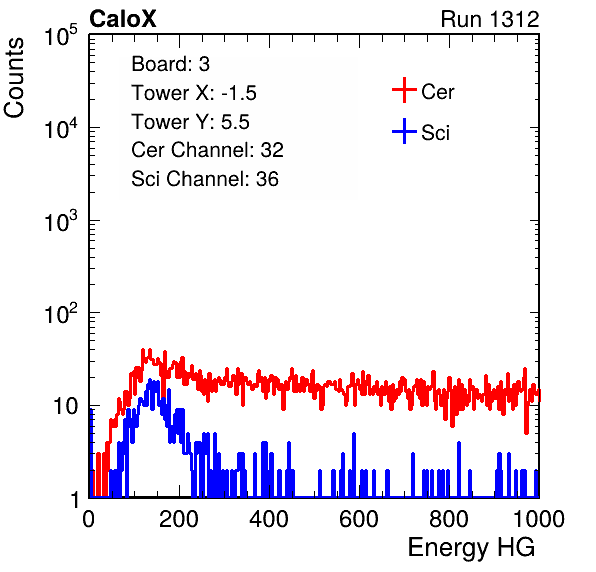 CaloX Run 1312
Counts
10^5
10^4
10^3
10^2
10
1
Board: 3
Tower X: -1.5
Tower Y: 5.5
Cer Channel: 32
Sci Channel: 36
Cer
Sci
0 200 400 600 800 1000
Energy HG